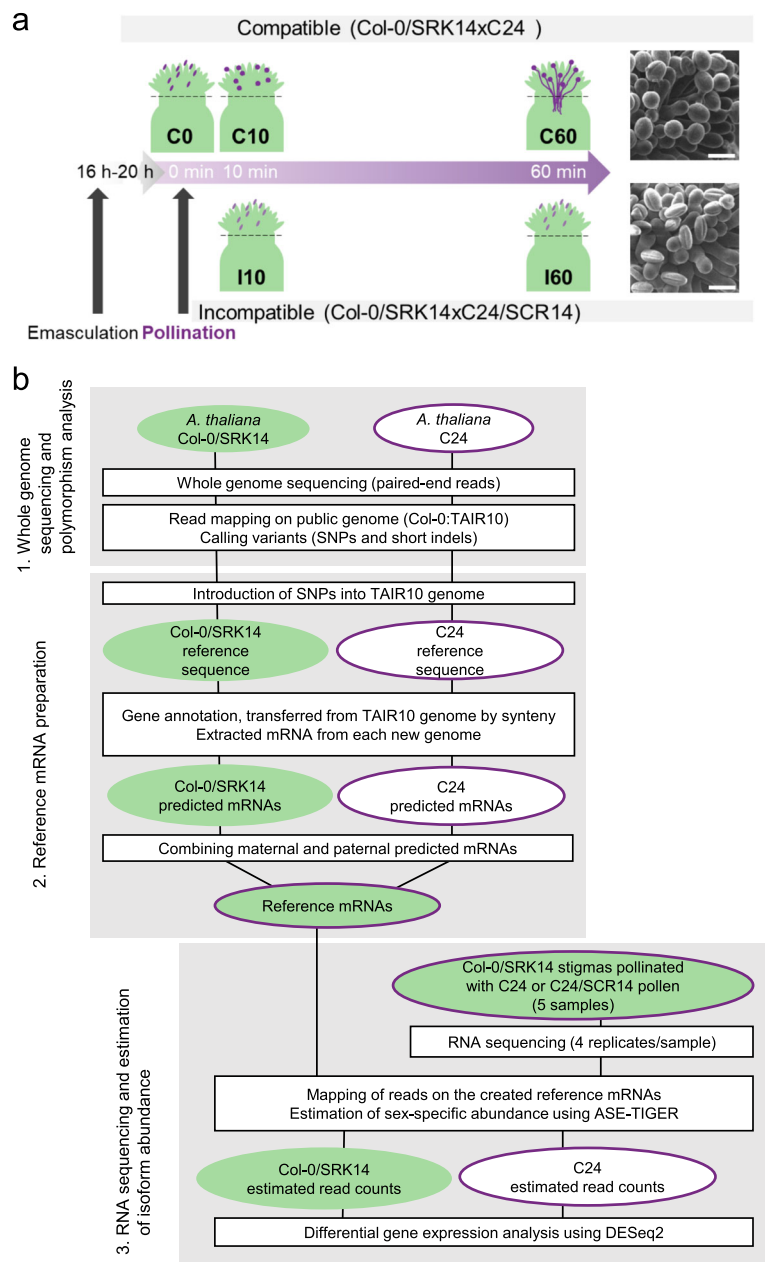 a
Compatible (Col-0/SRK14xC24 )
C0
C10
C60
16 h-20 h
0 min
10 min
60 min
I10
I60
Incompatible (Col-0/SRK14xC24/SCR14)
Emasculation
Pollination
b
1. Whole genome
sequencing and
polymorphism analysis
A. thaliana
Col-0/SRK14
A. thaliana
C24
Whole genome sequencing (paired-end reads)
Read mapping on public genome (Col-0:TAIR10)
Calling variants (SNPs and short indels)
2. Reference mRNA preparation
Introduction of SNPs into TAIR10 genome
Col-0/SRK14
reference
sequence
C24
reference
sequence
Gene annotation, transferred from TAIR10 genome by synteny
Extracted mRNA from each new genome
Col-0/SRK14
predicted mRNAs
C24
predicted mRNAs
Combining maternal and paternal predicted mRNAs
Reference mRNAs
3. RNA sequencing and estimation
of isoform abundance
Col-0/SRK14 stigmas pollinated
with C24 or C24/SCR14 pollen
(5 samples)
RNA sequencing (4 replicates/sample)
Mapping of reads on the created reference mRNAs
Estimation of sex-specific abundance using ASE-TIGER
Col-0/SRK14
estimated read counts
C24
estimated read counts
Differential gene expression analysis using DESeq2